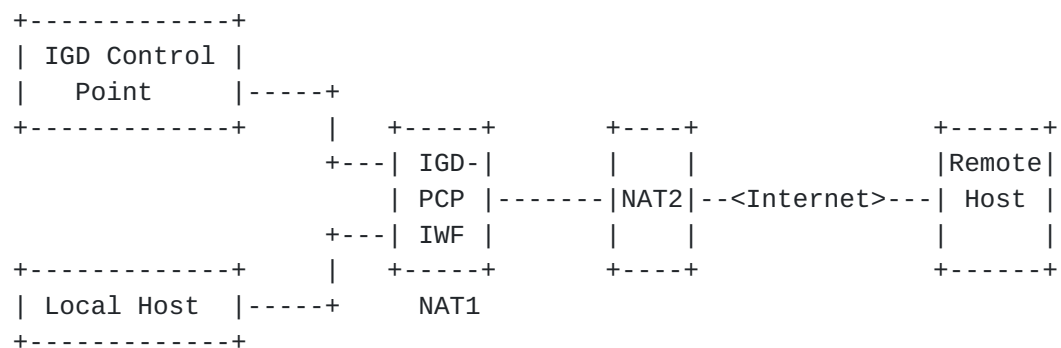 +-------------+
| IGD Control |
|   Point     |-----+
+-------------+     |   +-----+       +----+              +------+
                    +---| IGD-|       |    |              |Remote|
                        | PCP |-------|NAT2|--<Internet>---| Host |
                    +---| IWF |       |    |              |      |
+-------------+     |   +-----+       +----+              +------+
| Local Host  |-----+     NAT1
+-------------+